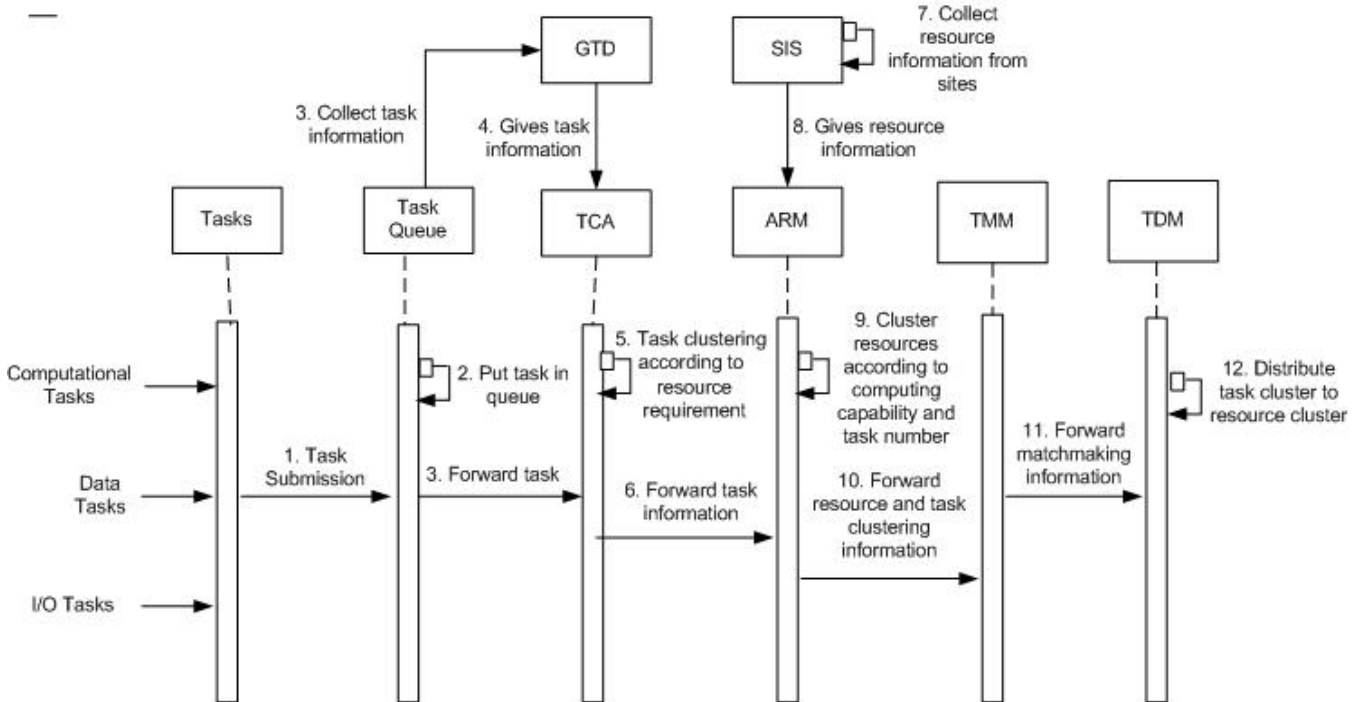 GTD
SIS
7. Collect
resource
information from
sites
3. Collect task
information
4. Gives task
information
8. Gives resource
information
Tasks
Task
Queue
TCA
ARM
TMM
TDM
Computational
Tasks
Data
Tasks
I/O Tasks
1. Task
Submission
2. Put task in
queue
3. Forward task
5. Task clustering
according to
resource
requirement
6. Forward task
information
9. Cluster
resources
according to
computing
capability and
task number
10. Forward
resource and task
clustering
information
11. Forward
matchmaking
information
12. Distribute
task cluster to
resource cluster